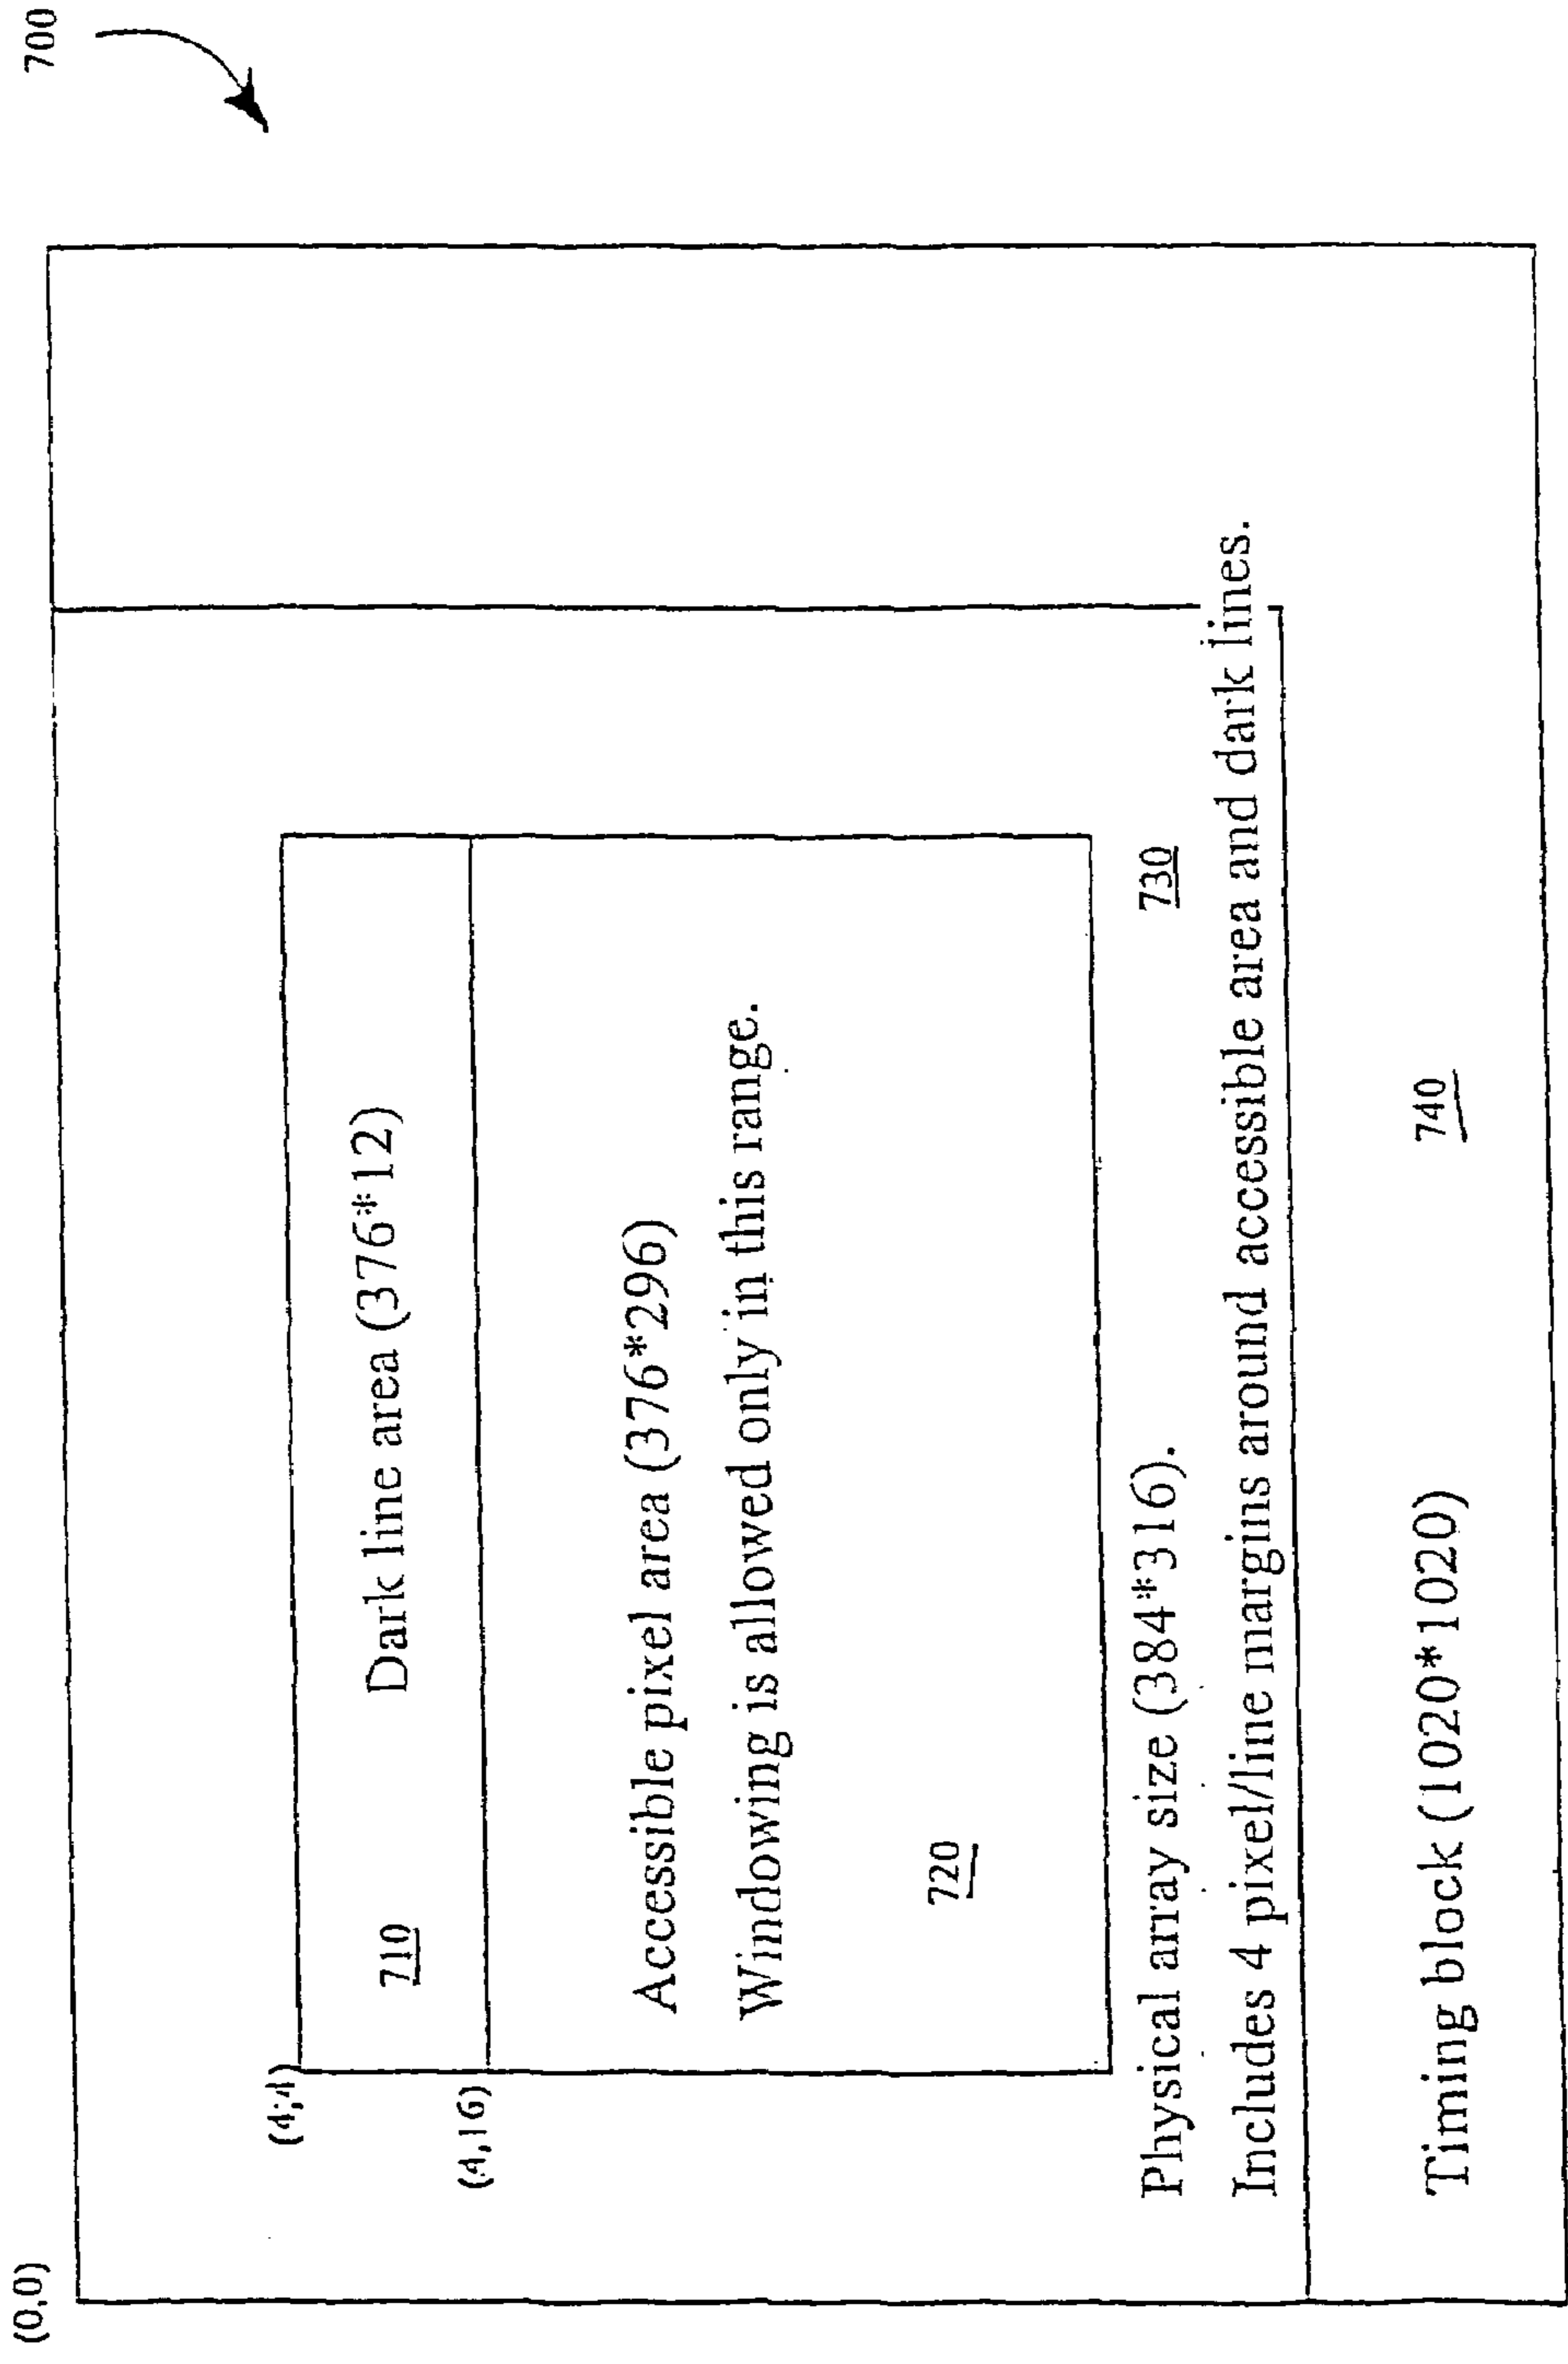 700
(0,0)
(4,4)
Dark line area (376*12)
710
(4,16)
Accessible pixel area (376*296)
Windowing is allowed only in this range.
720
Physical array size (384*316).
730
Includes 4 pixel/line margins around accessible area and dark lines.
Timing block (1020*1020)
740